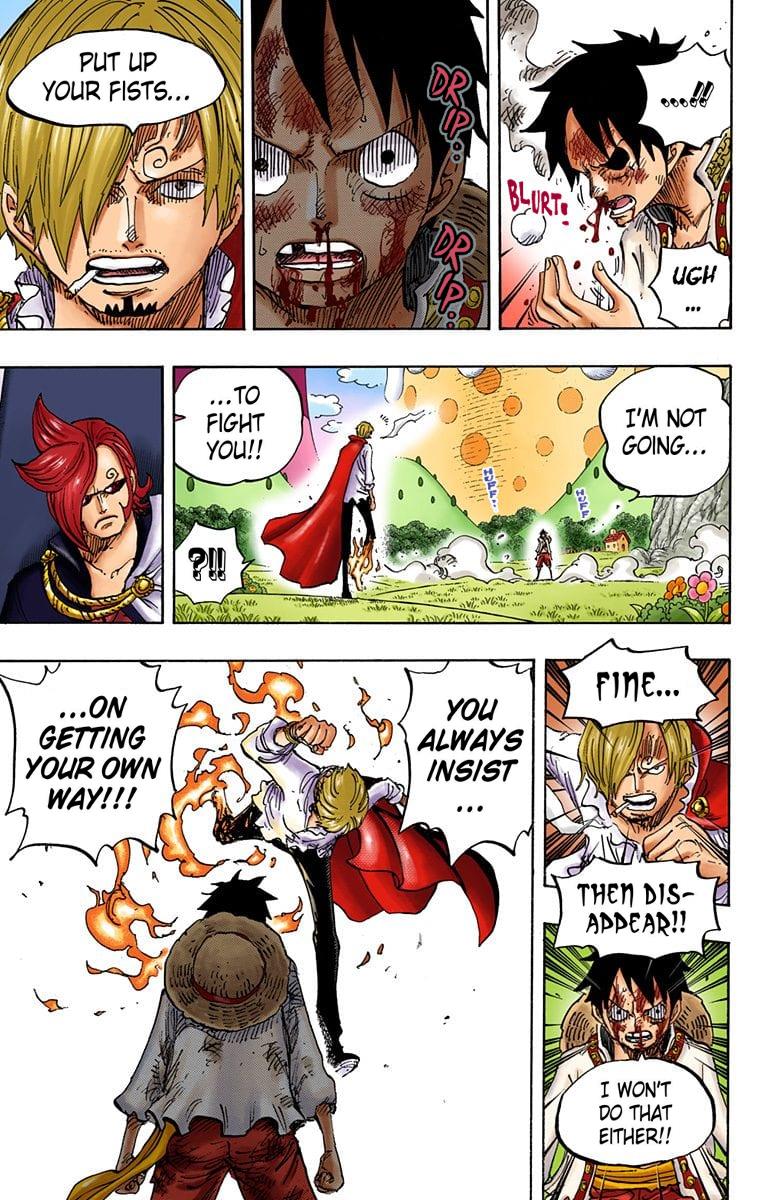 ...!!
BLURT!
UGH
...
DRIP..
DRIP..
PUT UP
YOUR FISTS...
I'M NOT
GOING...
HUFF
HUFF..
...TO
FIGHT
YOU!!
?!!
FINE...
THEN DIS-
APPEAR!!
I WON'T
DO THAT
EITHER!!
YOU
ALWAYS
INSIST
...
...ON
GETTING
YOUR OWN
WAY!!!